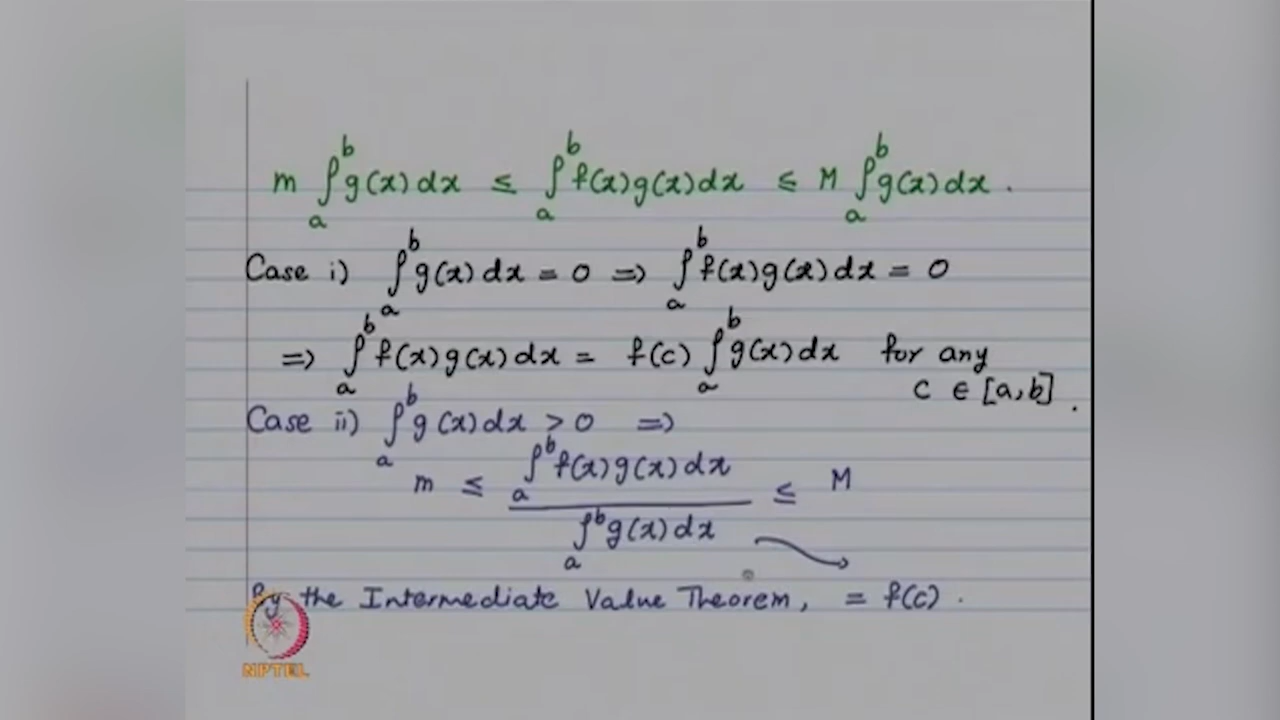 m ∫_a^b g(x) dx ≤ ∫_a^b f(x) g(x) dx ≤ M ∫_a^b g(x) dx .
Case i) ∫_a^b g(x) dx = 0 => ∫_a^b f(x) g(x) dx = 0
=> ∫_a^b f(x) g(x) dx = f(c) ∫_a^b g(x) dx for any
c ∈ [a,b] .
Case ii) ∫_a^b g(x) dx > 0 =>
m ≤ (∫_a^b f(x) g(x) dx) / (∫_a^b g(x) dx) ≤ M
By the Intermediate Value Theorem, = f(c) .
NPTEL